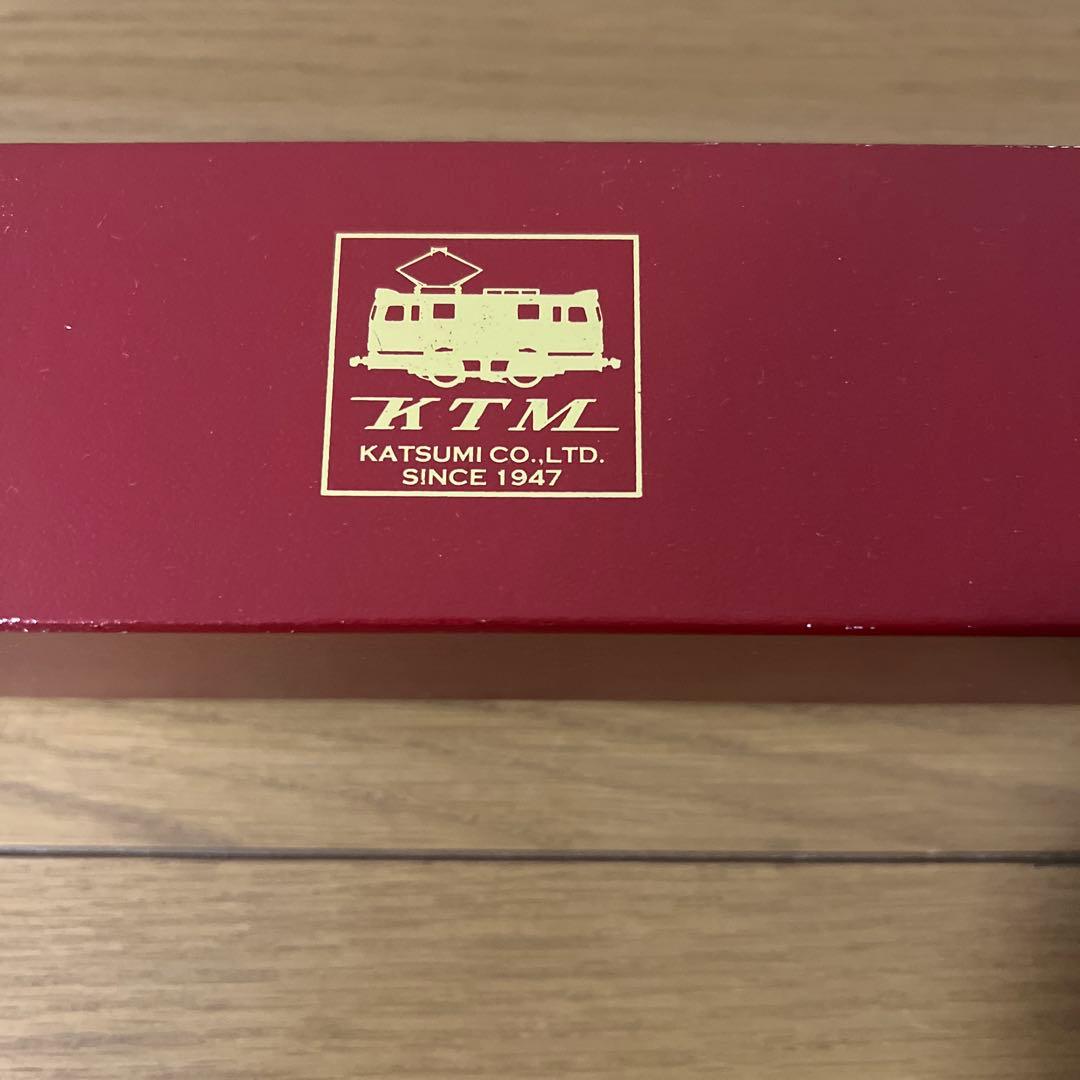 KTM
KATSUMI CO.,LTD.
SINCE 1947